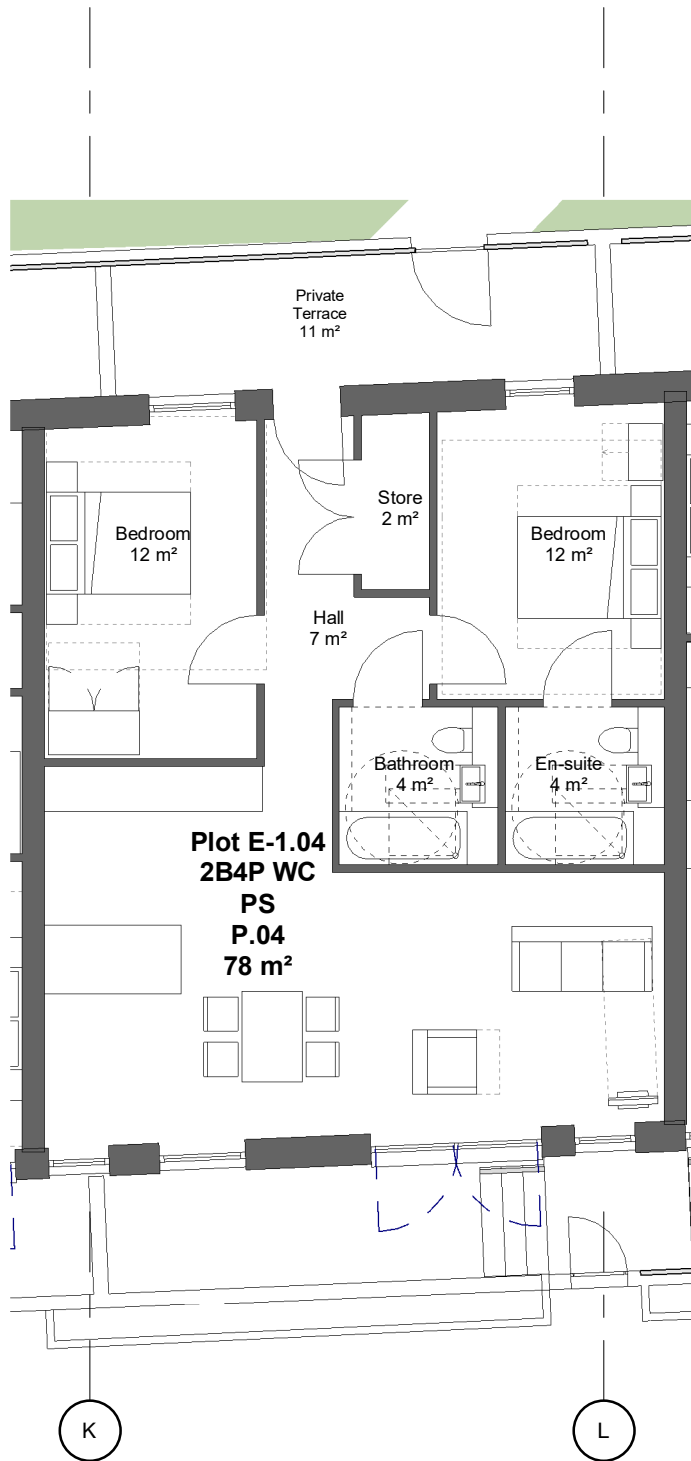 Private
Terrace
11 m²
Store
2 m²
Bedroom
12 m²
Bedroom
12 m²
Hall
7 m²
Bathroom
4 m²
En-suite
4 m²
Plot E-1.04
2B4P WC
PS
P.04
78 m²
K
L